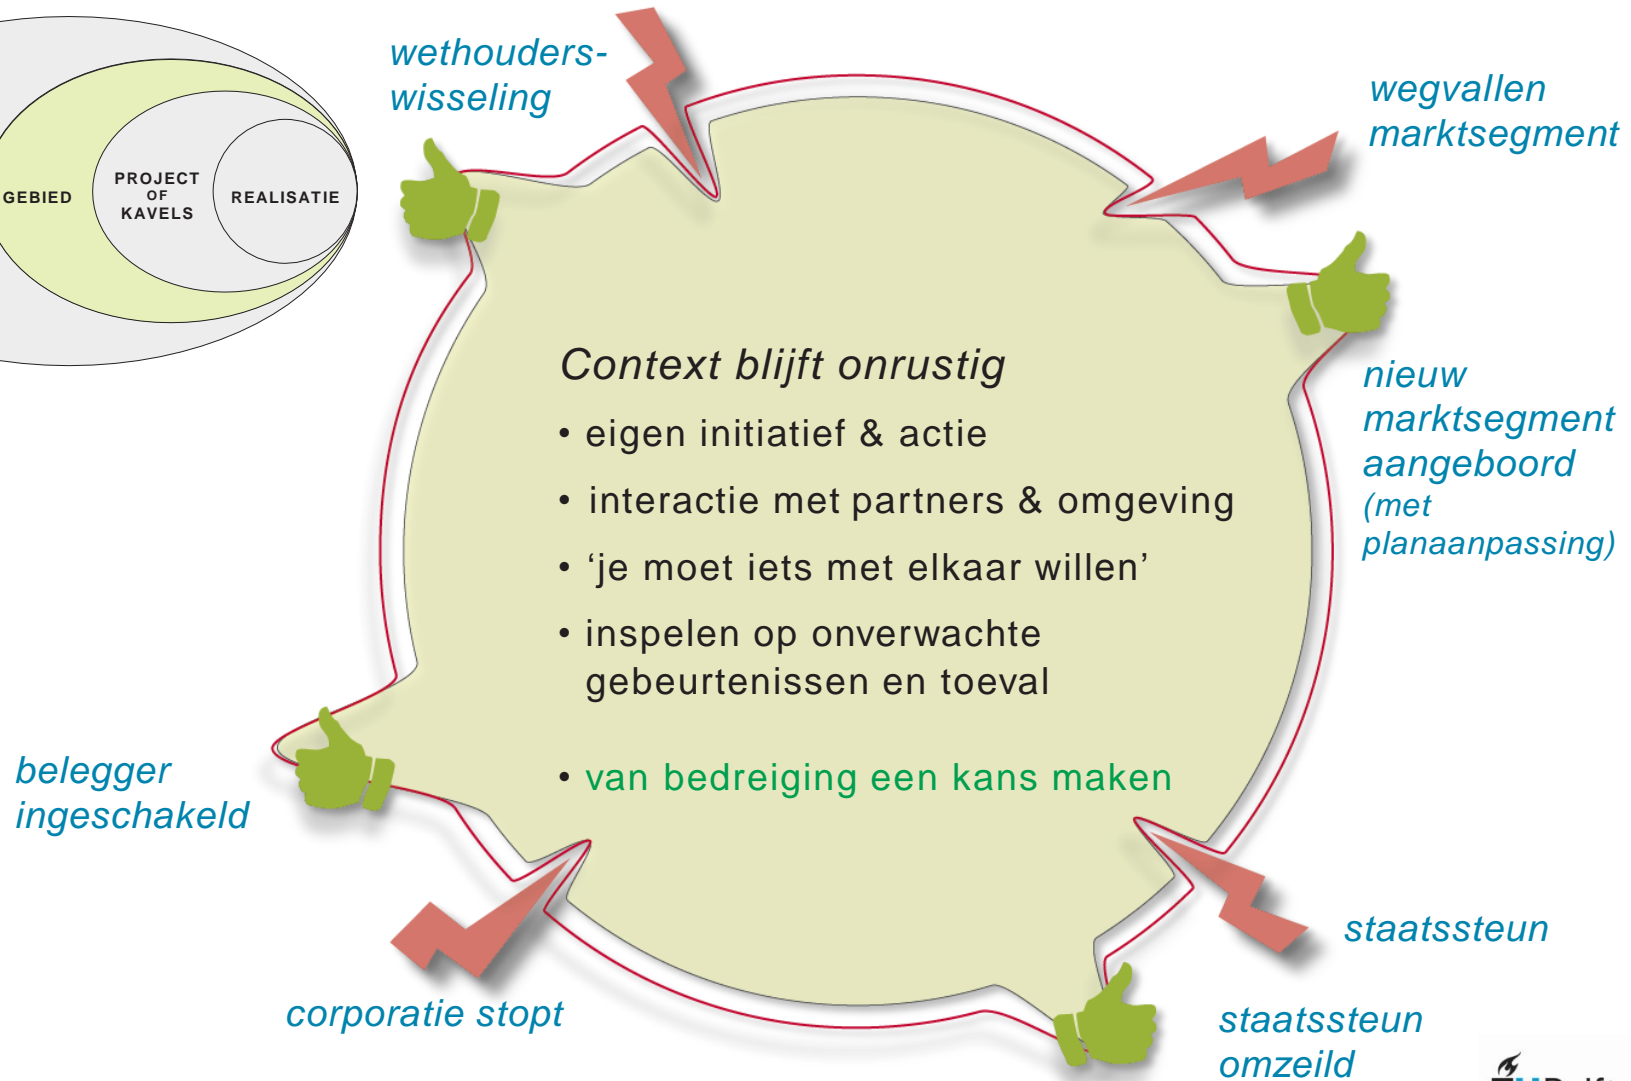 wethouders-
wisseling
wegvallen
marktsegment
GEBIED
PROJECT
OF
KAVELS
REALISATIE
Context blijft onrustig
• eigen initiatief & actie
• interactie met partners & omgeving
• ‘je moet iets met elkaar willen’
• inspelen op onverwachte
gebeurtenissen en toeval
• van bedreiging een kans maken
nieuw
marktsegment
aangeboord
(met
planaanpassing)
belegger
ingeschakeld
corporatie stopt
staatssteun
staatssteun
omzeild